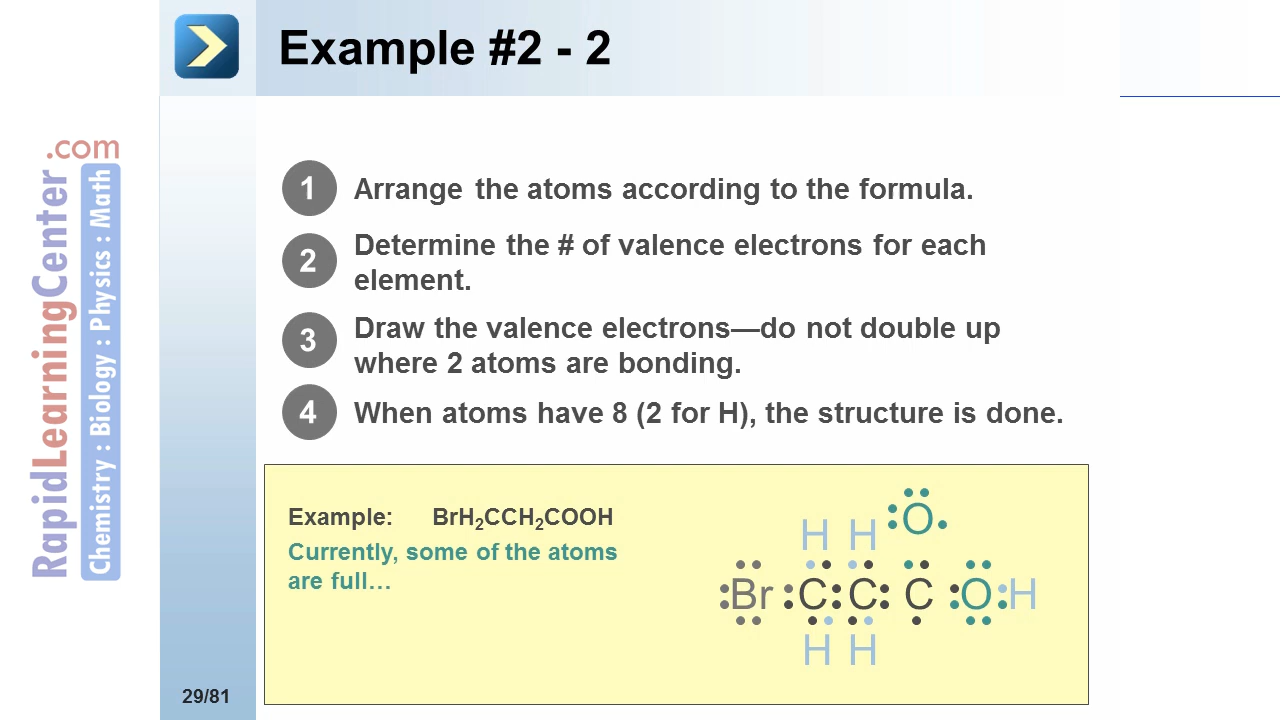 Example #2 - 2
RapidLearningCenter.com
Chemistry : Biology : Physics : Math
1 Arrange the atoms according to the formula.
2 Determine the # of valence electrons for each
element.
3 Draw the valence electrons—do not double up
where 2 atoms are bonding.
4 When atoms have 8 (2 for H), the structure is done.
Example: BrH₂CCH₂COOH
Currently, some of the atoms
are full…
O
H H
Br C C C O H
H H
29/81